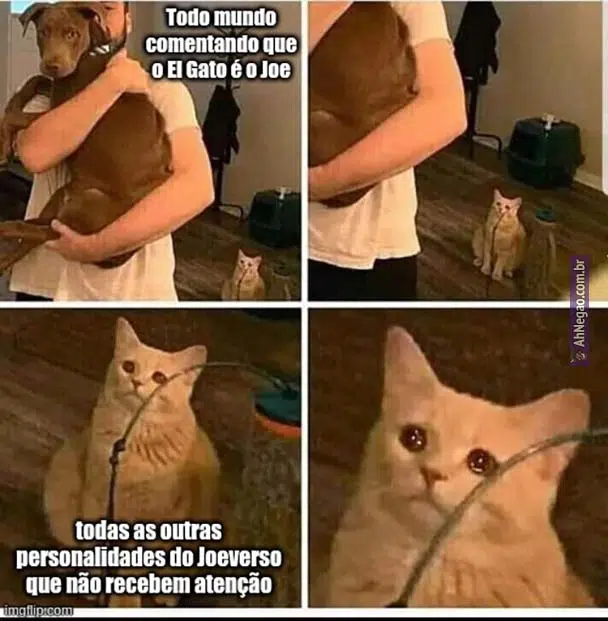 Todo mundo
comentando que
o El Gato é o Joe
AhNegao.com.br
todas as outras
personalidades do Joeverso
que não recebem atenção
imgflip.com